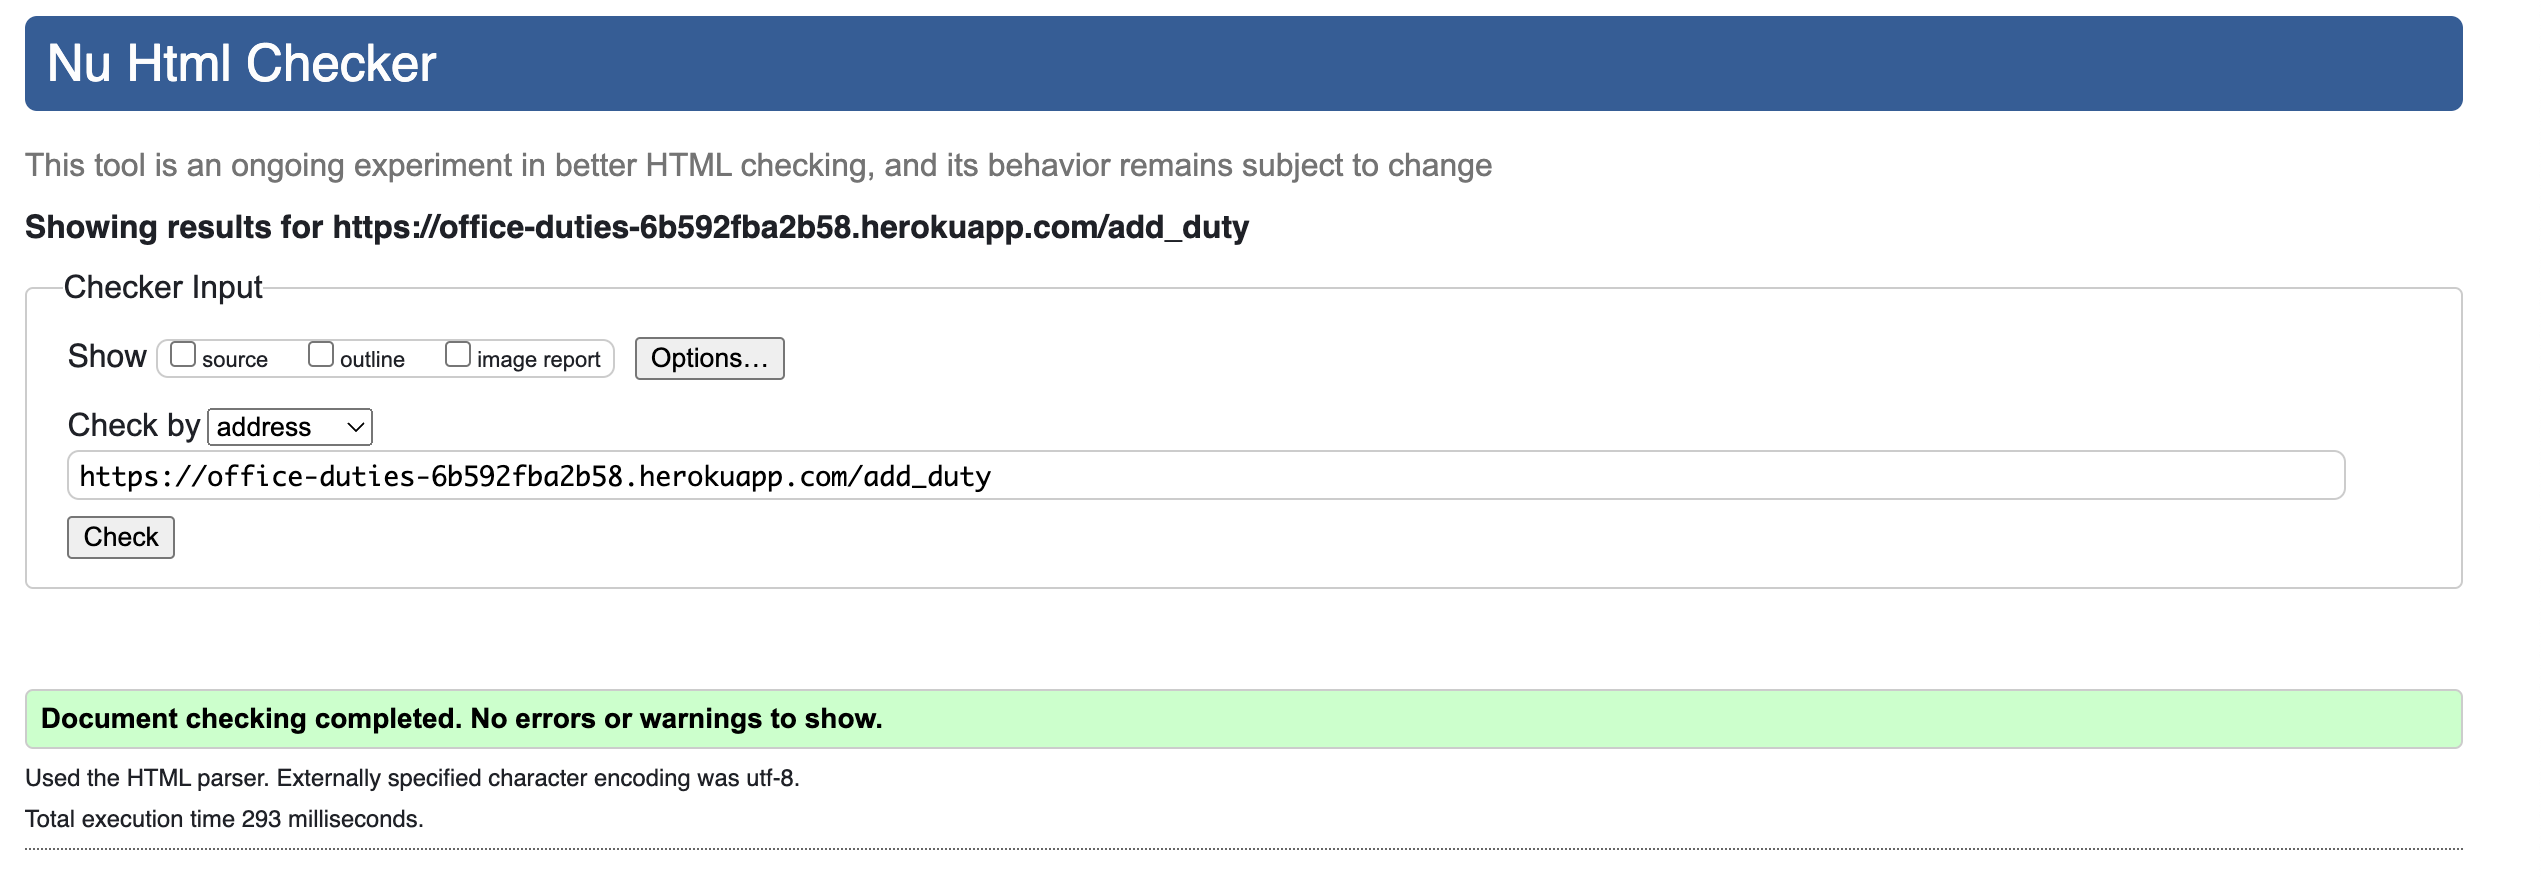 Nu Html Checker
This tool is an ongoing experiment in better HTML checking, and its behavior remains subject to change
Showing results for https://office-duties-6b592fba2b58.herokuapp.com/add_duty
Checker Input
Show source outline image report Options...
Check by address
https://office-duties-6b592fba2b58.herokuapp.com/add_duty
Check
Document checking completed. No errors or warnings to show.
Used the HTML parser. Externally specified character encoding was utf-8.
Total execution time 293 milliseconds.